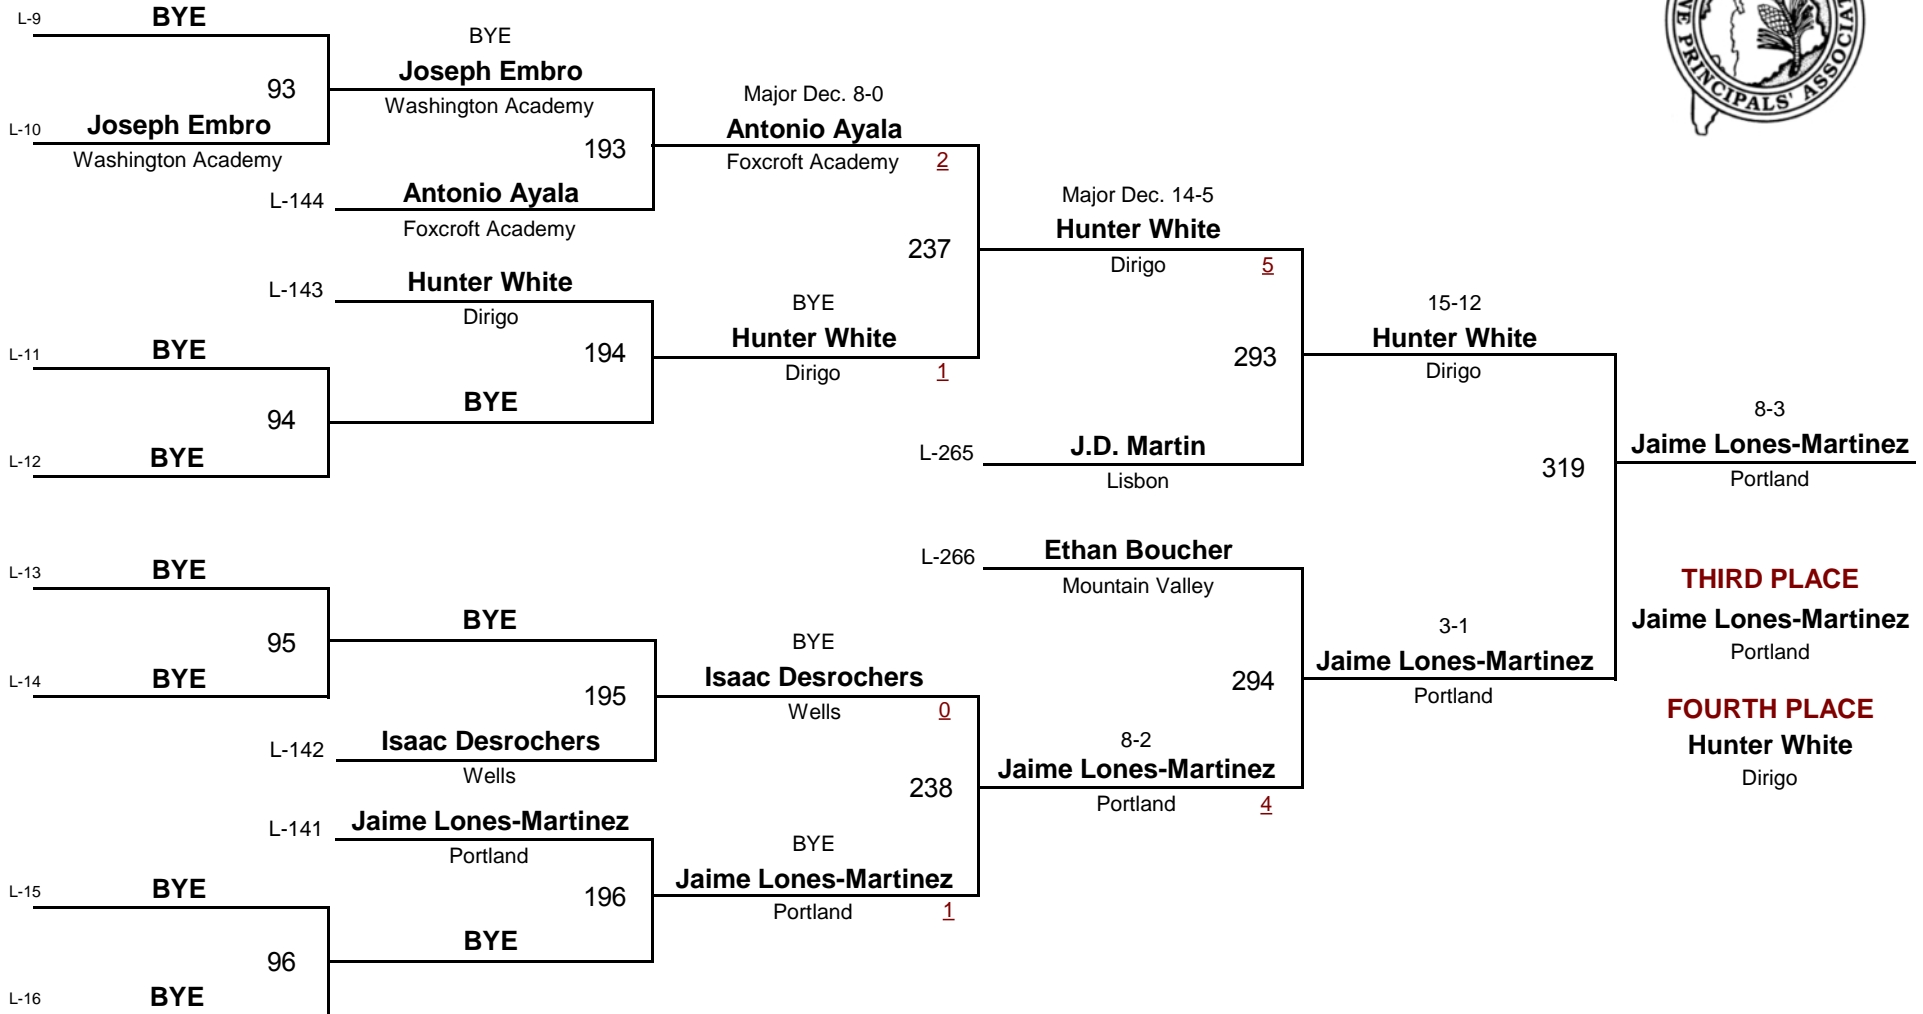 L-9 BYE
93
L-10 Joseph Embro
Washington Academy
BYE
Joseph Embro
Washington Academy
193
L-144 Antonio Ayala
Foxcroft Academy
Major Dec. 8-0
Antonio Ayala
Foxcroft Academy 2
L-143 Hunter White
Dirigo
194
L-11 BYE
94
L-12 BYE
BYE
BYE
Hunter White
Dirigo 1
237
Major Dec. 14-5
Hunter White
Dirigo 5
293
L-265 J.D. Martin
Lisbon
15-12
Hunter White
Dirigo
319
8-3
Jaime Lones-Martinez
Portland
L-13 BYE
95
L-14 BYE
BYE
195
L-142 Isaac Desrochers
Wells
BYE
Isaac Desrochers
Wells 0
L-141 Jaime Lones-Martinez
Portland
196
L-15 BYE
96
L-16 BYE
BYE
BYE
Jaime Lones-Martinez
Portland 1
238
L-266 Ethan Boucher
Mountain Valley
294
8-2
Jaime Lones-Martinez
Portland 4
3-1
Jaime Lones-Martinez
Portland
THIRD PLACE
Jaime Lones-Martinez
Portland
FOURTH PLACE
Hunter White
Dirigo
PRINCIPALS'